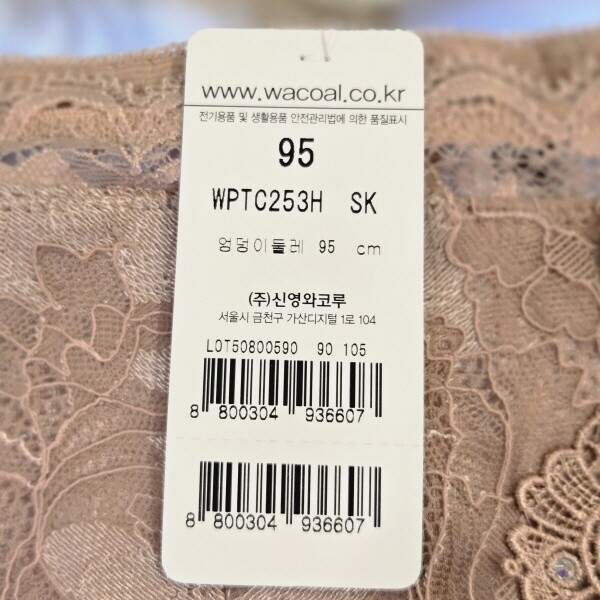 www.wacoal.co.kr
전기용품 및 생활용품 안전관리법에 의한 품질표시
95
WPTC253H SK
엉덩이둘레 95 cm
(주)신영와코루
서울시 금천구 가산디지털 1로 104
LOT50800590 90 105
8 800304 936607
8 800304 936607